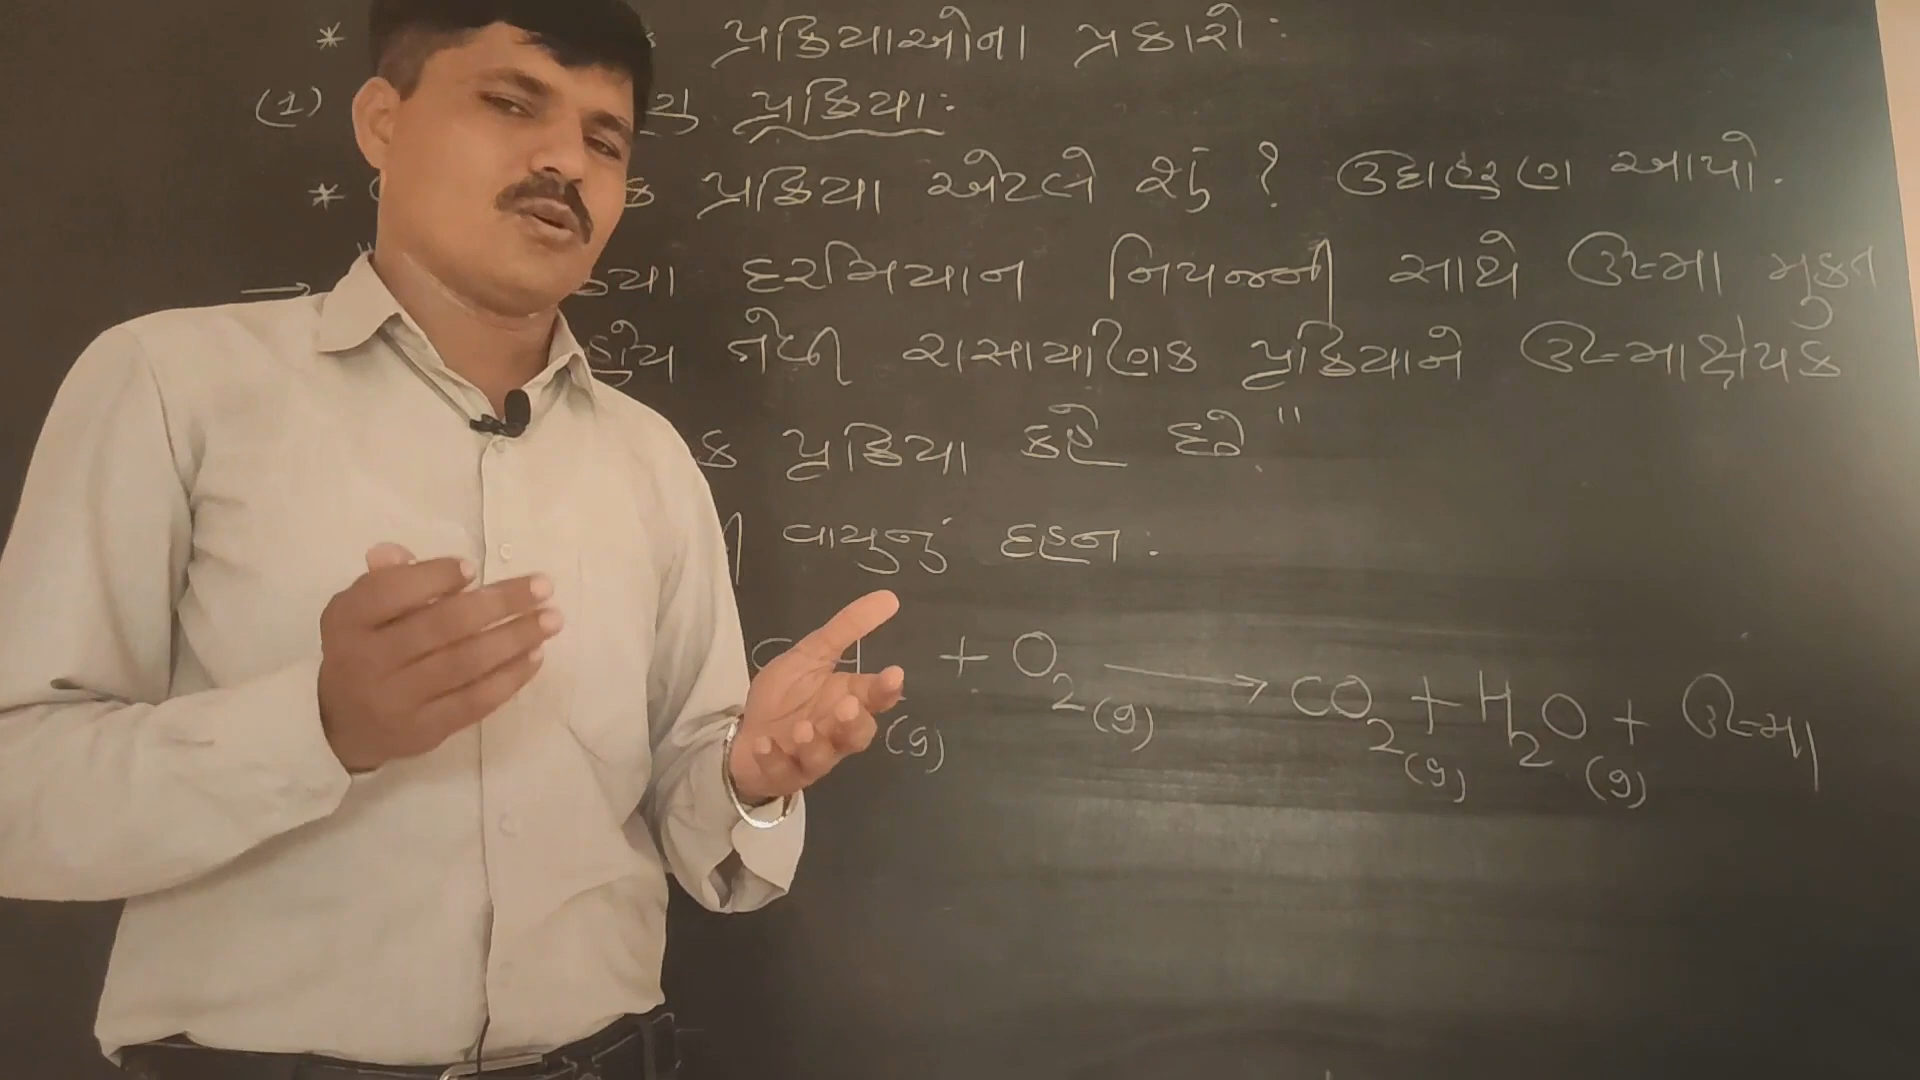 * પ્રક્રિયાઓના પ્રકારો :
(1) પ્રક્રિયા:
* પ્રક્રિયા એટલે શું ? ઉદાહરણ આપો.
→ " દરમિયાન નિપજની સાથે ઉષ્મા મુક્ત
તેવી રાસાયણિક પ્રક્રિયાને ઉષ્માક્ષેપક
ક પ્રક્રિયા કહે છે."
વાયુનું દહન :
(g) + O2(g) → CO2(g) + H2O(g) + ઉષ્મા